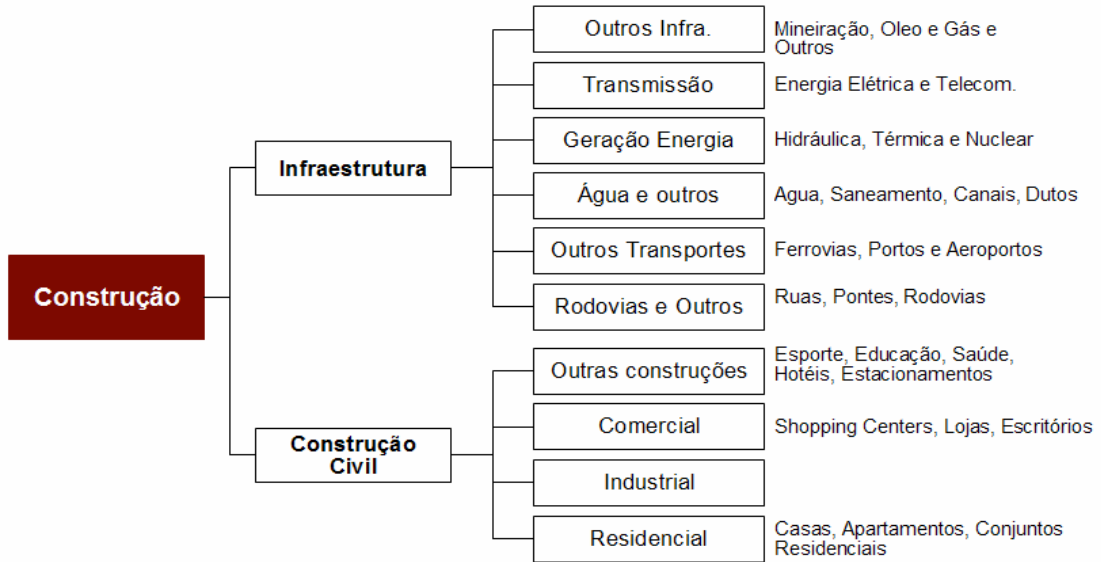 Construção
Infraestrutura
Outros Infra.
Mineiração, Oleo e Gás e
Outros
Transmissão
Energia Elétrica e Telecom.
Geração Energia
Hidráulica, Térmica e Nuclear
Água e outros
Agua, Saneamento, Canais, Dutos
Outros Transportes
Ferrovias, Portos e Aeroportos
Rodovias e Outros
Ruas, Pontes, Rodovias
Construção
Civil
Outras construções
Esporte, Educação, Saúde,
Hotéis, Estacionamentos
Comercial
Shopping Centers, Lojas, Escritórios
Industrial
Residencial
Casas, Apartamentos, Conjuntos
Residenciais